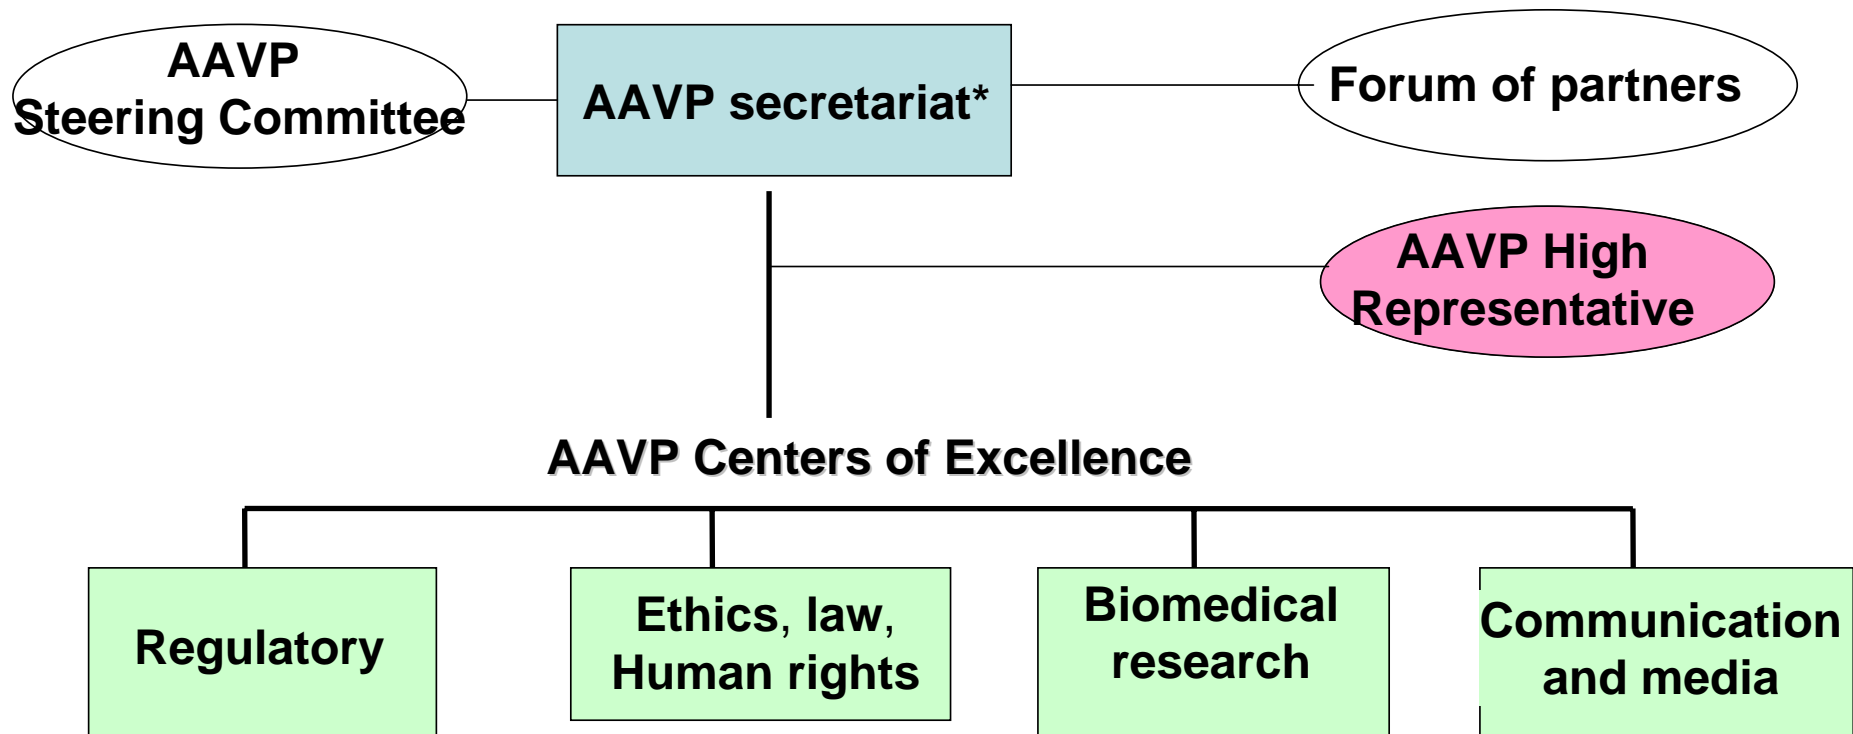 AAVP
Steering Committee
AAVP secretariat*
Forum of partners
AAVP High
Representative
AAVP Centers of Excellence
Regulatory
Ethics, law,
Human rights
Biomedical
research
Communication
and media